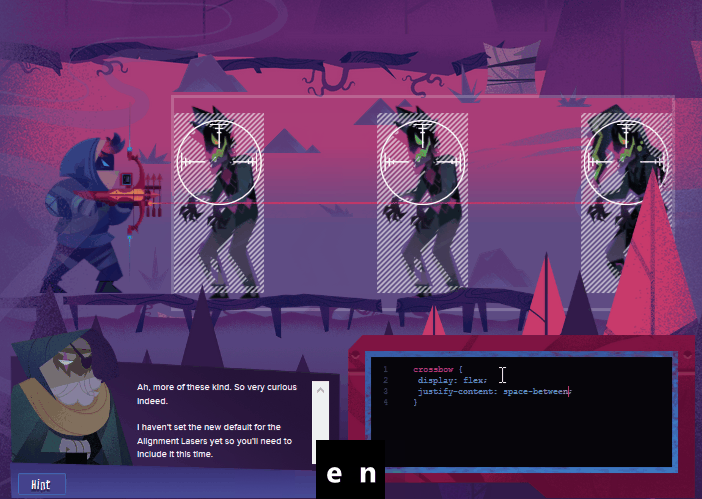 Ah, more of these kind. So very curious
indeed.
I haven't set the new default for the
Alignment Lasers yet so you'll need to
include it this time.
1 crossbow {
2 display: flex;
3 justify-content: space-between;
4 }
en
Hint